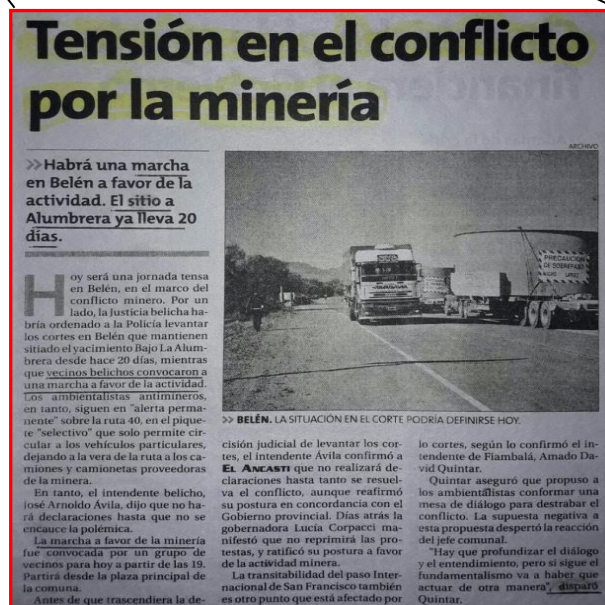 Tensión en el conflicto
por la minería
ARCHIVO
>>Habrá una marcha
en Belén a favor de la
actividad. El sitio a
Alumbrera ya lleva 20
días.
PRECAUCION
DE SOBREPASO
>> BELÉN. LA SITUACIÓN EN EL CORTE PODRÍA DEFINIRSE HOY.
Hoy será una jornada tensa
en Belén, en el marco del
conflicto minero. Por un
lado, la Justicia belicha ha-
bría ordenado a la Policía levantar
los cortes en Belén que mantienen
sitiado el yacimiento Bajo La Alum-
brera desde hace 20 días, mientras
que vecinos belichos convocaron a
una marcha a favor de la actividad.
Los ambientalistas antimineros,
en tanto, siguen en "alerta perma-
nente" sobre la ruta 40, en el pique-
te "selectivo" que solo permite cir-
cular a los vehículos particulares,
dejando a la vera de la ruta a los ca-
miones y camionetas proveedoras
de la minera.
En tanto, el intendente belicho,
José Arnoldo Ávila, dijo que no ha-
rá declaraciones hasta que no se
encauce la polémica.
La marcha a favor de la minería
fue convocada por un grupo de
vecinos para hoy a partir de las 19.
Partirá desde la plaza principal de
la comuna.
Antes de que trascendiera la de-
cisión judicial de levantar los cor-
tes, el intendente Ávila confirmó a
EL ANCASTI que no realizará de-
claraciones hasta tanto se resuel-
va el conflicto, aunque reafirmó
su postura en concordancia con el
Gobierno provincial. Días atrás la
gobernadora Lucía Corpacci ma-
nifestó que no reprimirá las pro-
testas, y ratificó su postura a favor
de la actividad minera.
La transitabilidad del paso Inter-
nacional de San Francisco también
es otro punto que está afectado por
lo cortes, según lo confirmó el in-
tendente de Fiambalá, Amado Da-
vid Quintar.
Quintar aseguró que propuso a
los ambientalistas conformar una
mesa de diálogo para destrabar el
conflicto. La supuesta negativa a
esta propuesta despertó la reacción
del jefe comunal.
"Hay que profundizar el diálogo
y el entendimiento, pero si sigue el
fundamentalismo va a haber que
actuar de otra manera", disparó
Quintar.